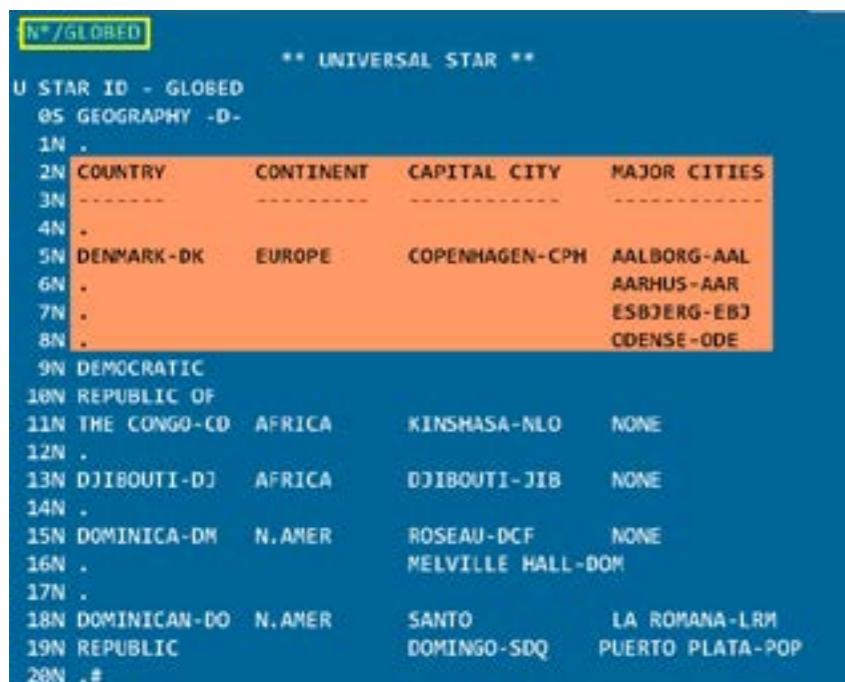 N*/GLOBED
** UNIVERSAL STAR **
U STAR ID - GLOBED
0S GEOGRAPHY -D-
1N .
2N COUNTRY CONTINENT CAPITAL CITY MAJOR CITIES
3N ------- --------- ------------ ------------
4N .
5N DENMARK-DK EUROPE COPENHAGEN-CPH AALBORG-AAL
6N . AARHUS-AAR
7N . ESBJERG-EBJ
8N . ODENSE-ODE
9N DEMOCRATIC
10N REPUBLIC OF
11N THE CONGO-CD AFRICA KINSHASA-NLO NONE
12N .
13N DJIBOUTI-DJ AFRICA DJIBOUTI-JIB NONE
14N .
15N DOMINICA-DM N.AMER ROSEAU-DCF NONE
16N . MELVILLE HALL-DOM
17N .
18N DOMINICAN-DO N.AMER SANTO LA ROMANA-LRM
19N REPUBLIC DOMINGO-SDQ PUERTO PLATA-POP
20N .#